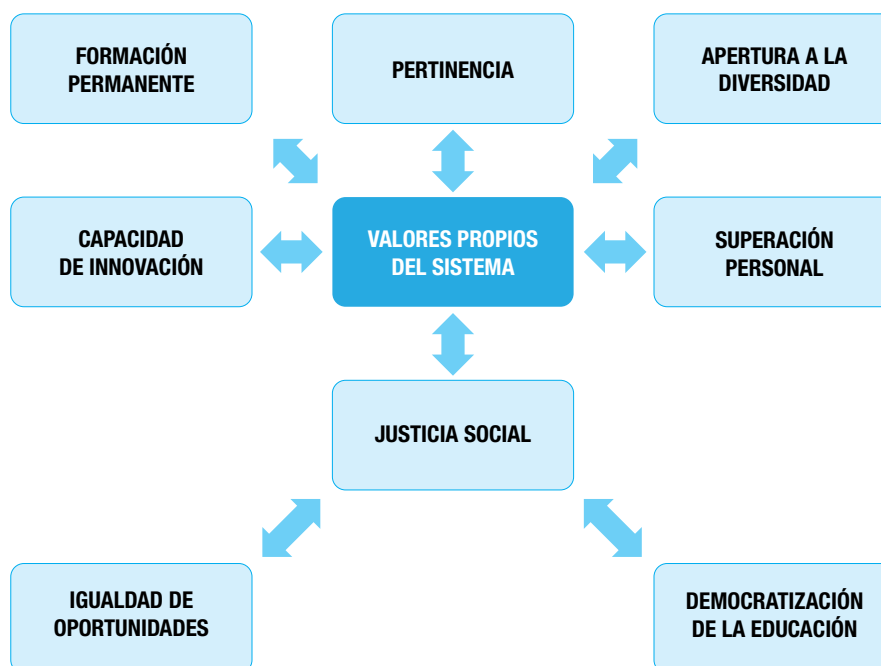 FORMACIÓN
PERMANENTE
PERTINENCIA
APERTURA A LA
DIVERSIDAD
CAPACIDAD
DE INNOVACIÓN
VALORES PROPIOS
DEL SISTEMA
SUPERACIÓN
PERSONAL
JUSTICIA SOCIAL
IGUALDAD DE
OPORTUNIDADES
DEMOCRATIZACIÓN
DE LA EDUCACIÓN